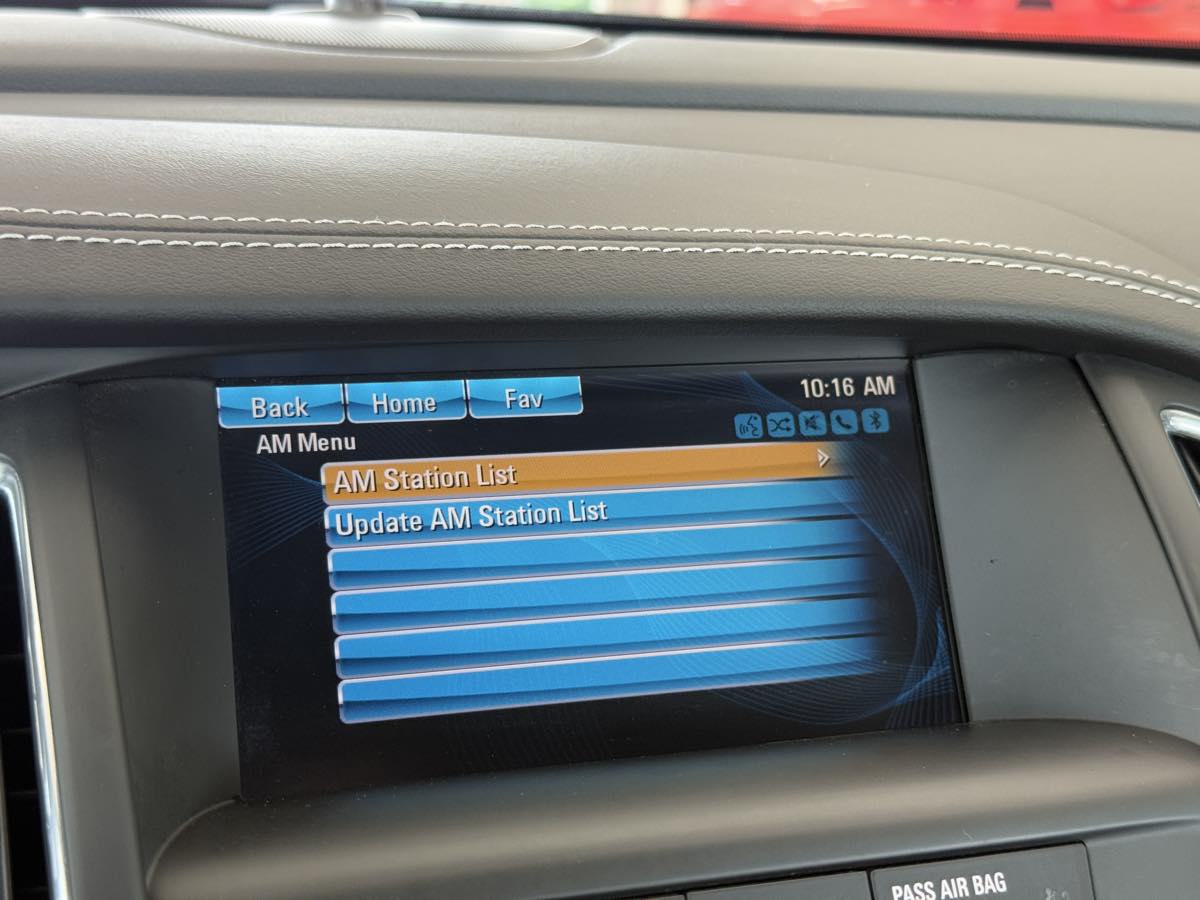 Back Home Fav 10:16 AM
AM Menu
AM Station List
Update AM Station List
PASS AIR BAG